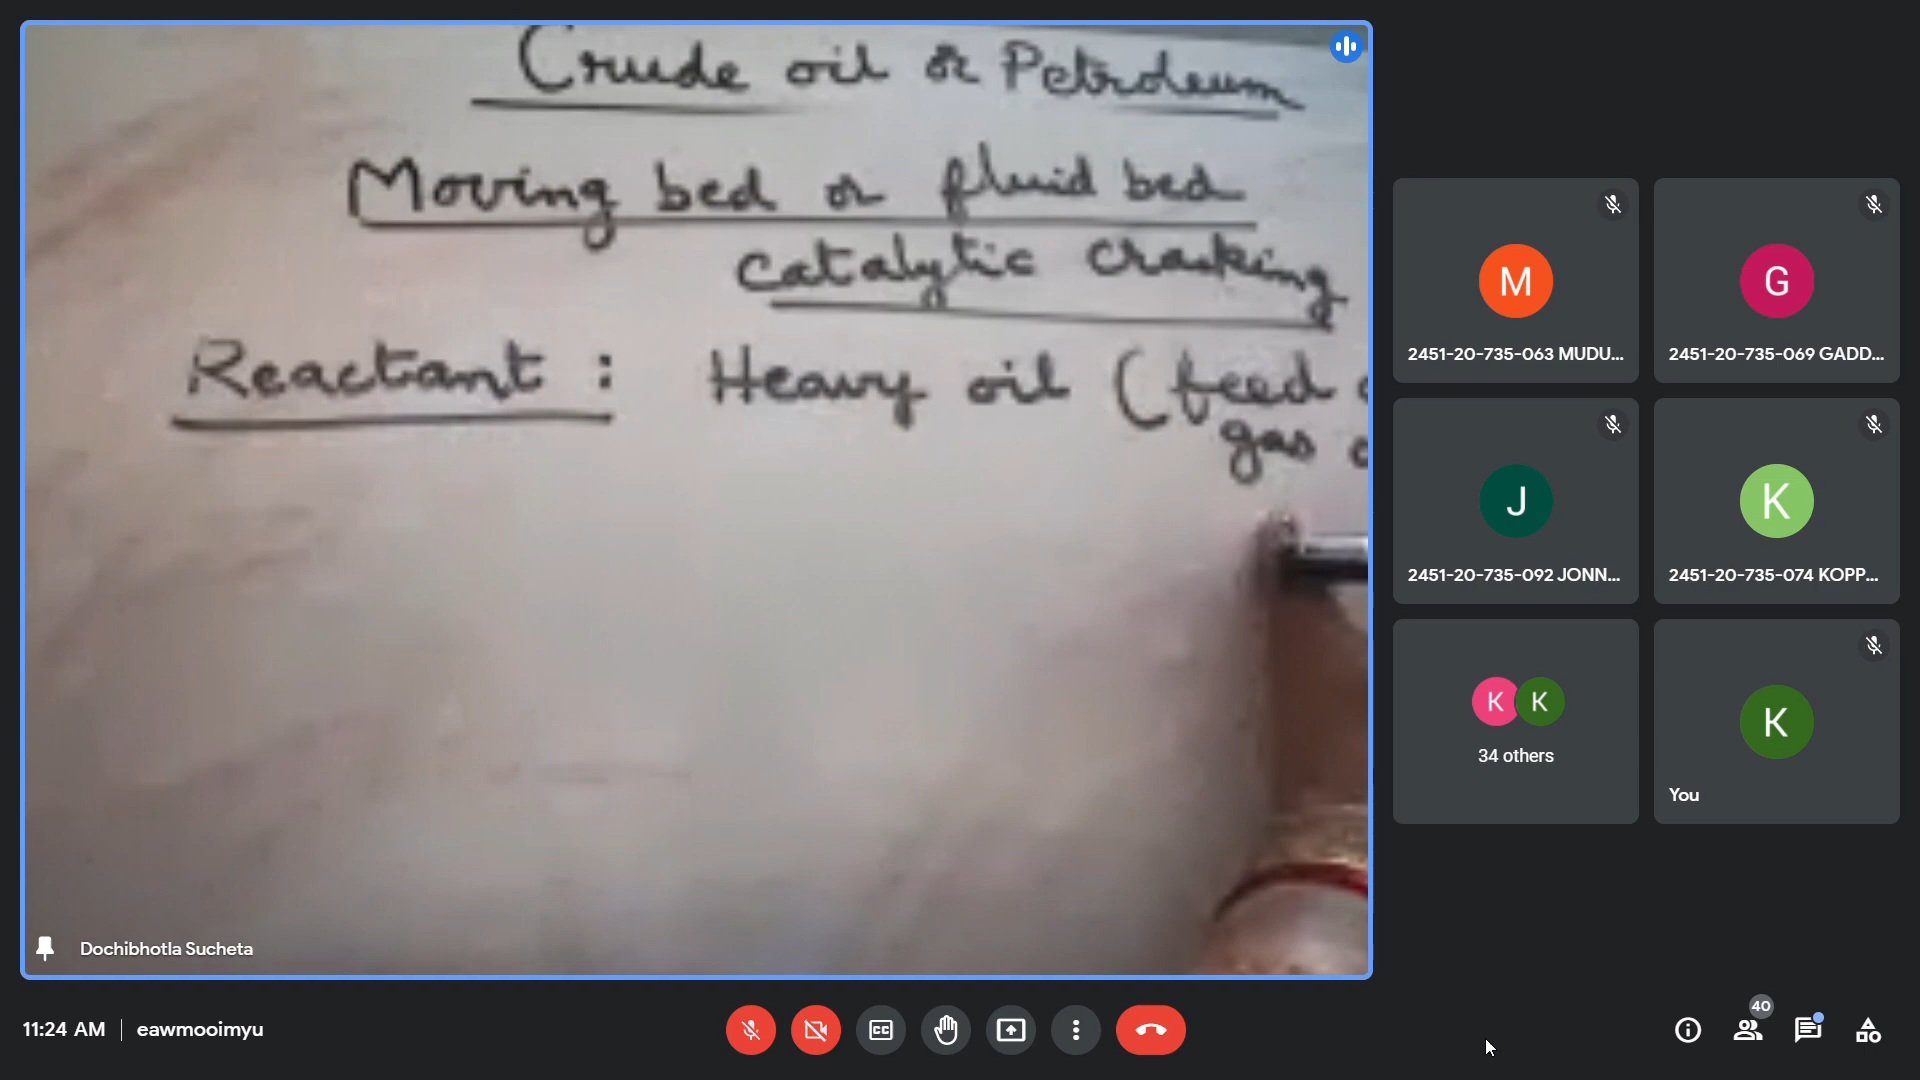 Crude oil or Petroleum
Moving bed or fluid bed
catalytic cracking
Reactant : Heavy oil (feed
gas
Dochibhotla Sucheta
M
2451-20-735-063 MUDU...
G
2451-20-735-069 GADD...
J
2451-20-735-092 JONN...
K
2451-20-735-074 KOPP...
K K
34 others
K
You
11:24 AM | eawmooimyu
CC
40